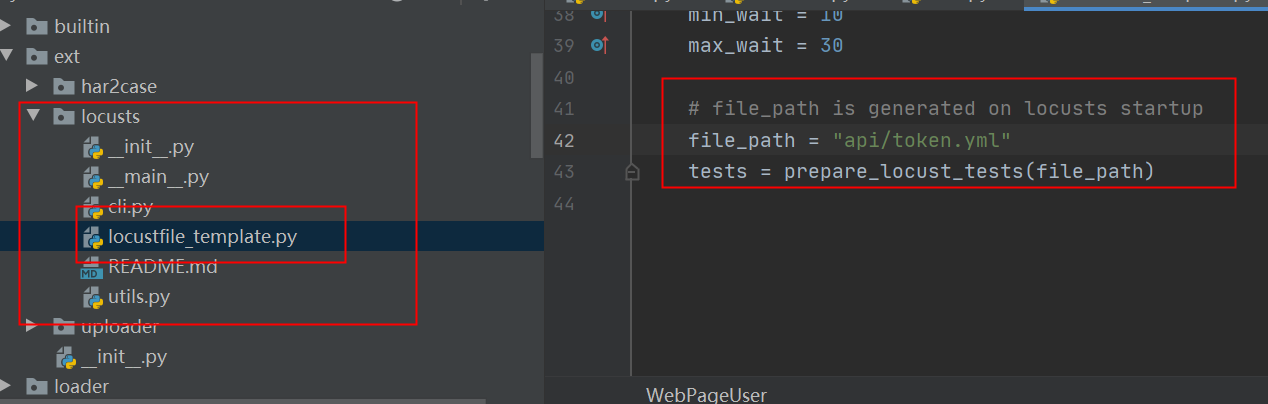 builtin
ext
har2case
locusts
__init__.py
__main__.py
cli.py
locustfile_template.py
MD README.md
utils.py
uploader
__init__.py
loader
38 min_wait = 10
39 max_wait = 30
40
41 # file_path is generated on locusts startup
42 file_path = "api/token.yml"
43 tests = prepare_locust_tests(file_path)
44
WebPageUser